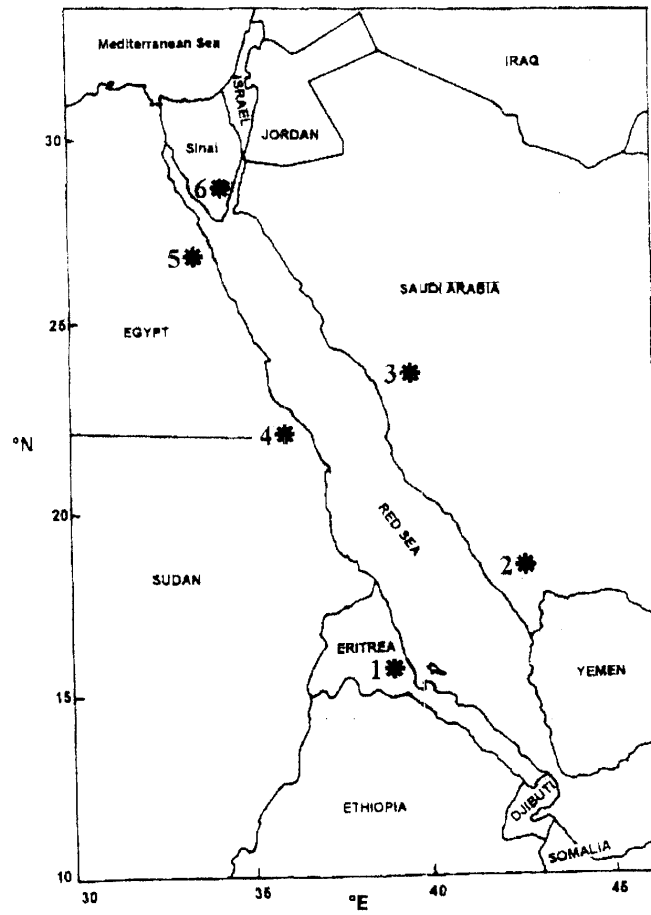 Mediterranean Sea
IRAQ
ISRAEL
JORDAN
30
Sinai
6
5
SAUDI ARABIA
25
EGYPT
3
4
°N
20
RED SEA
SUDAN
2
ERITREA
1
YEMEN
15
ETHIOPIA
DJIBUTI
SOMALIA
10
30
36
40
45
°E